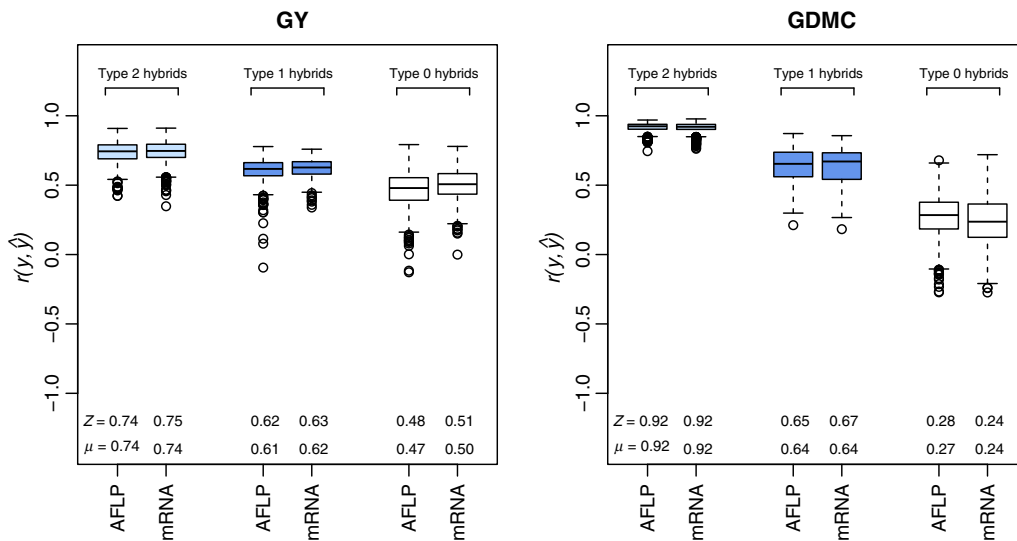 GY
GDMC
Type 2 hybrids Type 1 hybrids Type 0 hybrids
Type 2 hybrids Type 1 hybrids Type 0 hybrids
r(y, ŷ)
1.0
0.5
0.0
−0.5
−1.0
r(y, ŷ)
1.0
0.5
0.0
−0.5
−1.0
Z = 0.74 0.75 0.62 0.63 0.48 0.51
μ = 0.74 0.74 0.61 0.62 0.47 0.50
Z = 0.92 0.92 0.65 0.67 0.28 0.24
μ = 0.92 0.92 0.64 0.64 0.27 0.24
AFLP mRNA AFLP mRNA AFLP mRNA
AFLP mRNA AFLP mRNA AFLP mRNA